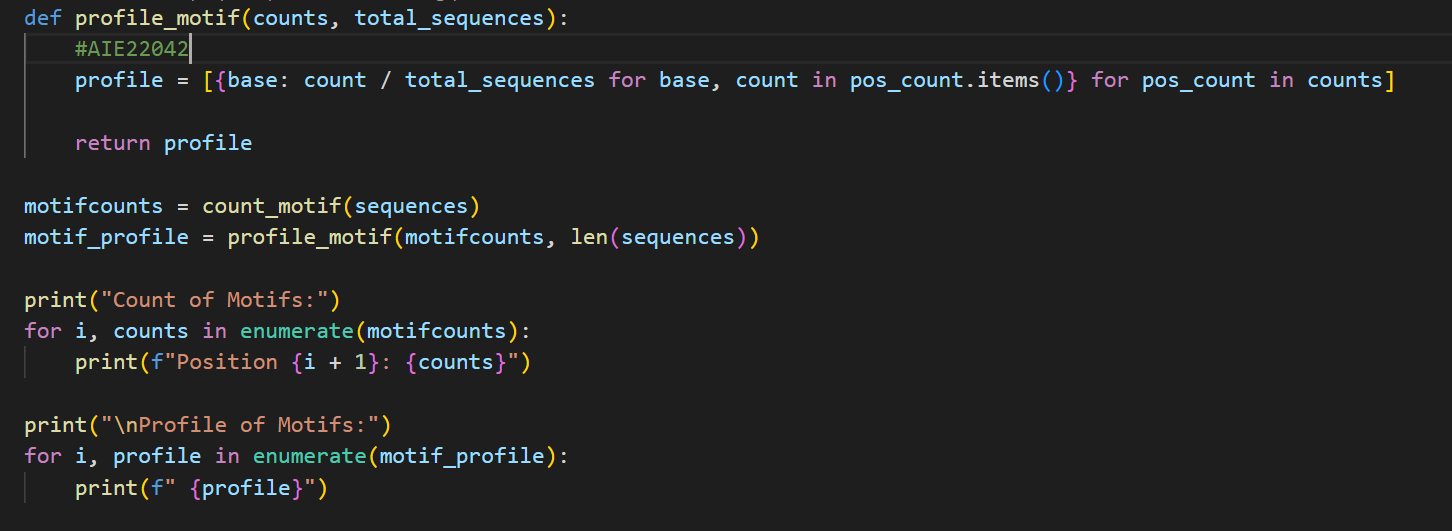 def profile_motif(counts, total_sequences):
    #AIE22042
    profile = [{base: count / total_sequences for base, count in pos_count.items()} for pos_count in counts]
    return profile
motifcounts = count_motif(sequences)
motif_profile = profile_motif(motifcounts, len(sequences))
print("Count of Motifs:")
for i, counts in enumerate(motifcounts):
    print(f"Position {i + 1}: {counts}")
print("\nProfile of Motifs:")
for i, profile in enumerate(motif_profile):
    print(f" {profile}")